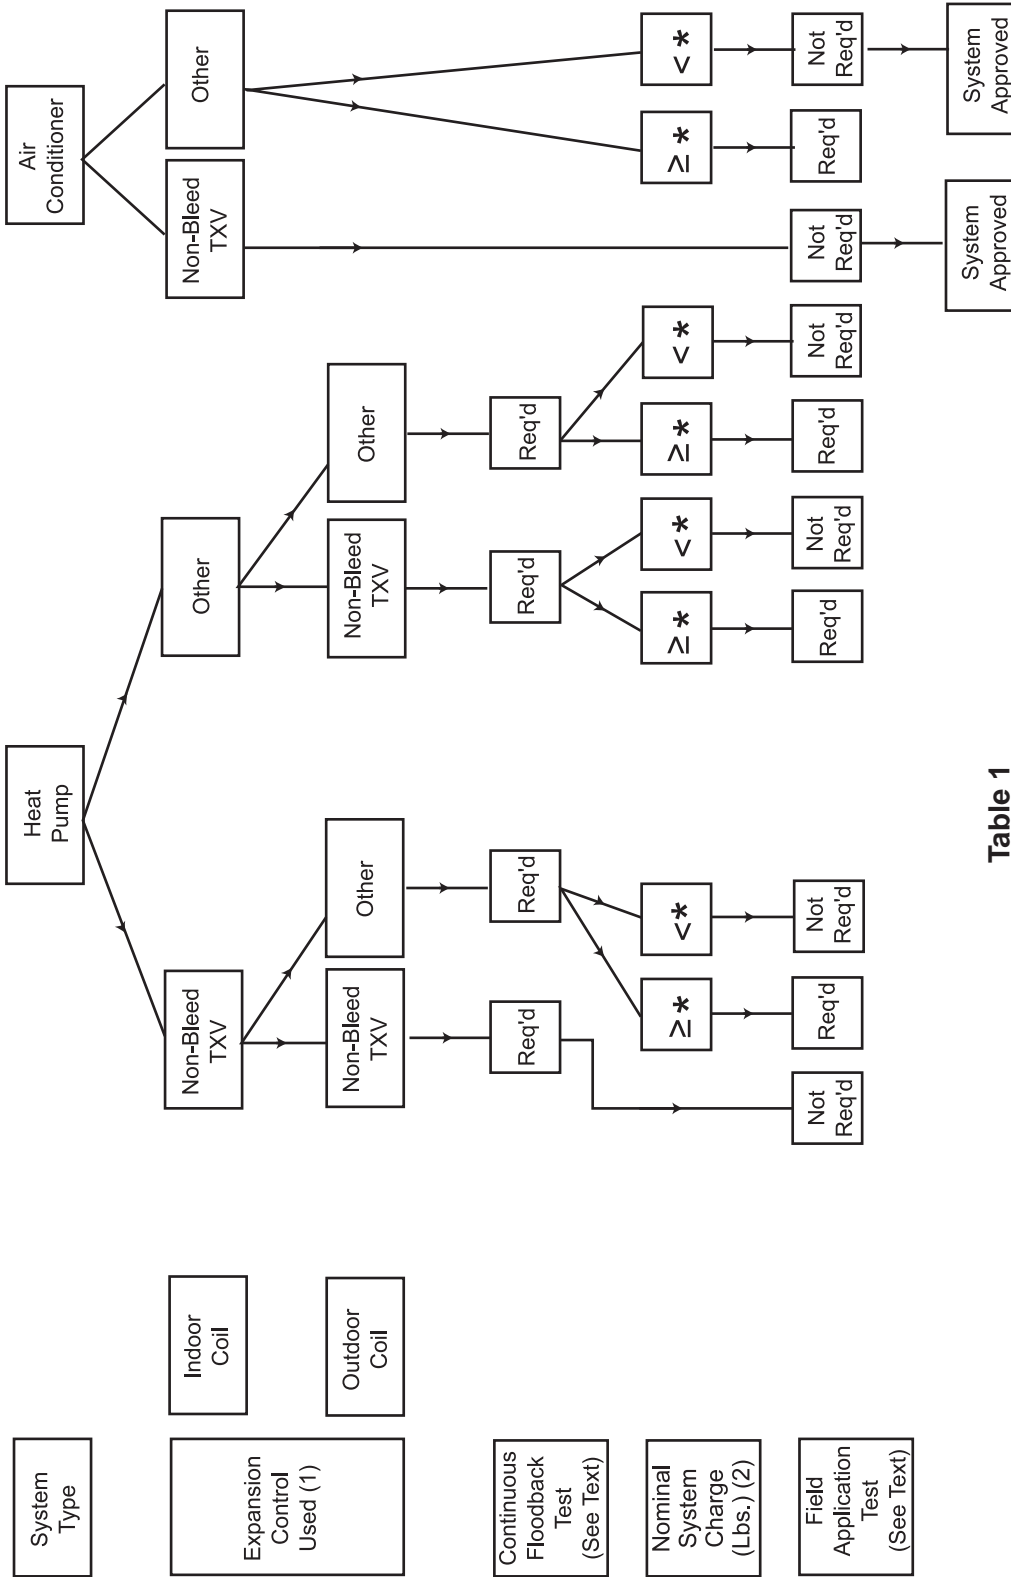 System
Type
Heat
Pump
Air
Conditioner
Expansion
Control
Used (1)
Indoor
Coil
Non-Bleed
TXV
Other
Non-Bleed
TXV
Other
Outdoor
Coil
Non-Bleed
TXV
Other
Non-Bleed
TXV
Other
Continuous
Floodback
Test
(See Text)
Req'd
Req'd
Req'd
Req'd
Nominal
System
Charge
(Lbs.) (2)
≥*
<*
≥*
<*
≥*
<*
≥*
<*
Field
Application
Test
(See Text)
Not
Req'd
Req'd
Not
Req'd
Req'd
Not
Req'd
Req'd
Not
Req'd
Not
Req'd
Req'd
Not
Req'd
System
Approved
System
Approved
Table 1